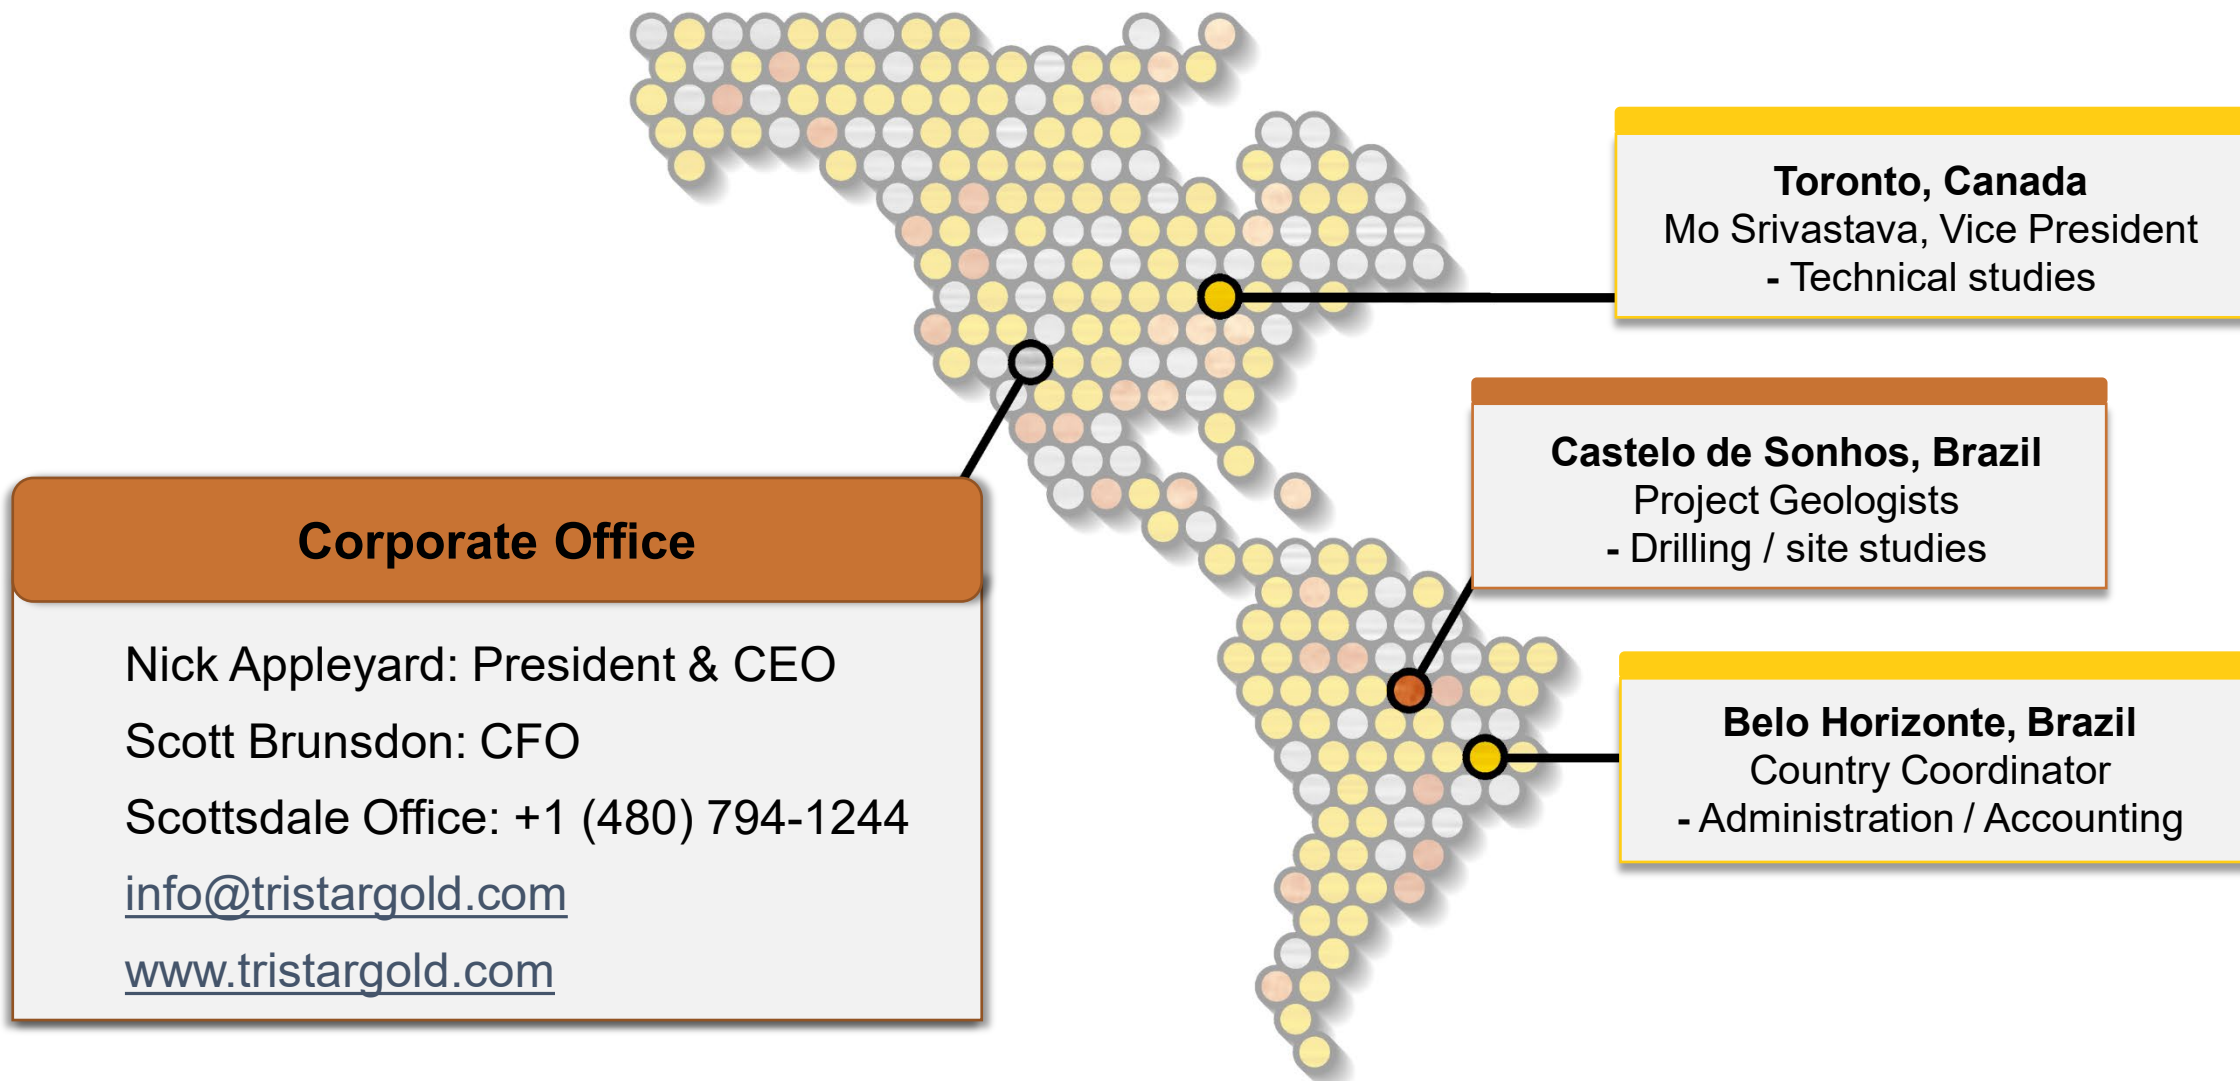 Toronto, Canada
Mo Srivastava, Vice President
- Technical studies
Castelo de Sonhos, Brazil
Project Geologists
- Drilling / site studies
Corporate Office
Nick Appleyard: President & CEO
Scott Brunsdon: CFO
Scottsdale Office: +1 (480) 794-1244
info@tristargold.com
www.tristargold.com
Belo Horizonte, Brazil
Country Coordinator
- Administration / Accounting